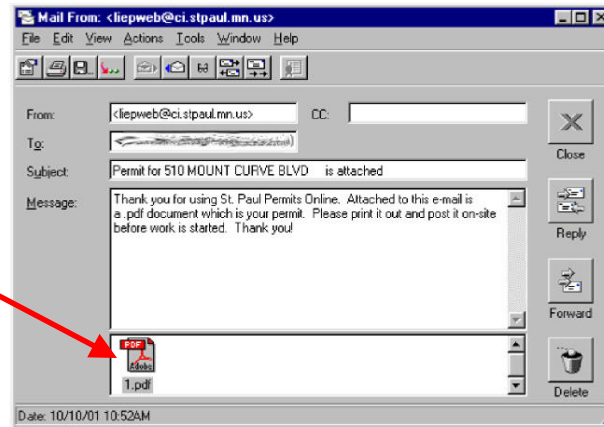 Mail From: <liepweb@ci.stpaul.mn.us>
File Edit View Actions Tools Window Help
From: <liepweb@ci.stpaul.mn.us> CC:
To:
Subject: Permit for 510 MOUNT CURVE BLVD is attached
Message: Thank you for using St. Paul Permits Online. Attached to this e-mail is
a .pdf document which is your permit. Please print it out and post it on-site
before work is started. Thank you!
Close
Reply
Forward
Delete
PDF
Adobe
1.pdf
Date: 10/10/01 10:52AM